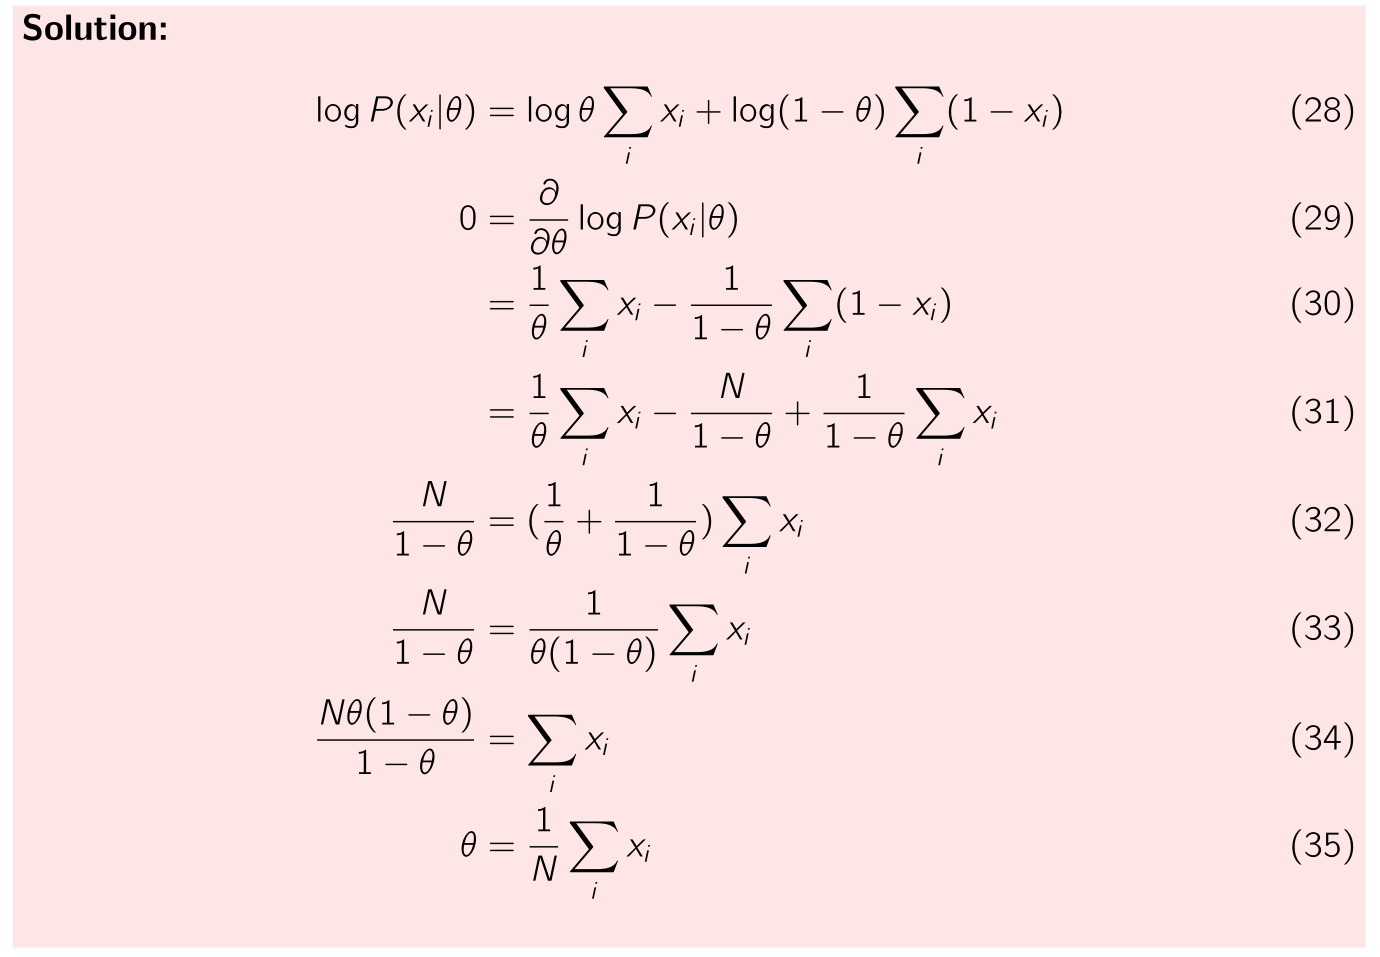 Solution:
log P(x_i|θ) = log θ ∑_i x_i + log(1 − θ) ∑_i (1 − x_i) (28)
0 = ∂/∂θ log P(x_i|θ) (29)
= 1/θ ∑_i x_i − 1/(1 − θ) ∑_i (1 − x_i) (30)
= 1/θ ∑_i x_i − N/(1 − θ) + 1/(1 − θ) ∑_i x_i (31)
N/(1 − θ) = (1/θ + 1/(1 − θ)) ∑_i x_i (32)
N/(1 − θ) = 1/(θ(1 − θ)) ∑_i x_i (33)
Nθ(1 − θ)/(1 − θ) = ∑_i x_i (34)
θ = 1/N ∑_i x_i (35)